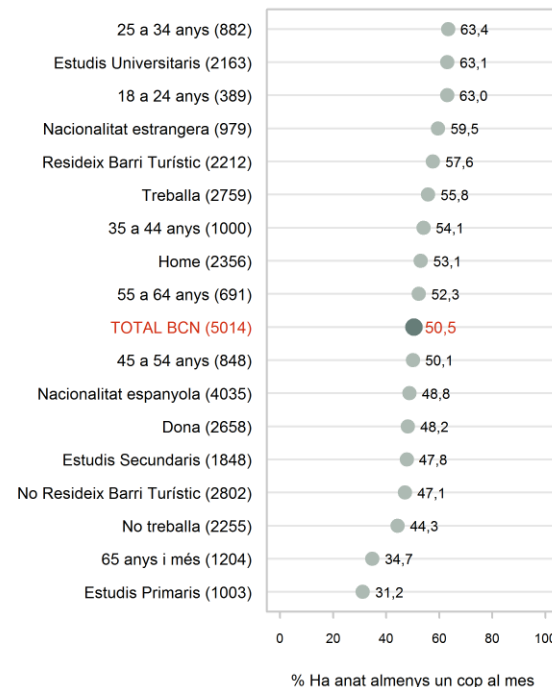 25 a 34 anys (882) 63,4
Estudis Universitaris (2163) 63,1
18 a 24 anys (389) 63,0
Nacionalitat estrangera (979) 59,5
Resideix Barri Turístic (2212) 57,6
Treballa (2759) 55,8
35 a 44 anys (1000) 54,1
Home (2356) 53,1
55 a 64 anys (691) 52,3
TOTAL BCN (5014) 50,5
45 a 54 anys (848) 50,1
Nacionalitat espanyola (4035) 48,8
Dona (2658) 48,2
Estudis Secundaris (1848) 47,8
No Resideix Barri Turístic (2802) 47,1
No treballa (2255) 44,3
65 anys i més (1204) 34,7
Estudis Primaris (1003) 31,2
0 20 40 60 80 100
% Ha anat almenys un cop al mes